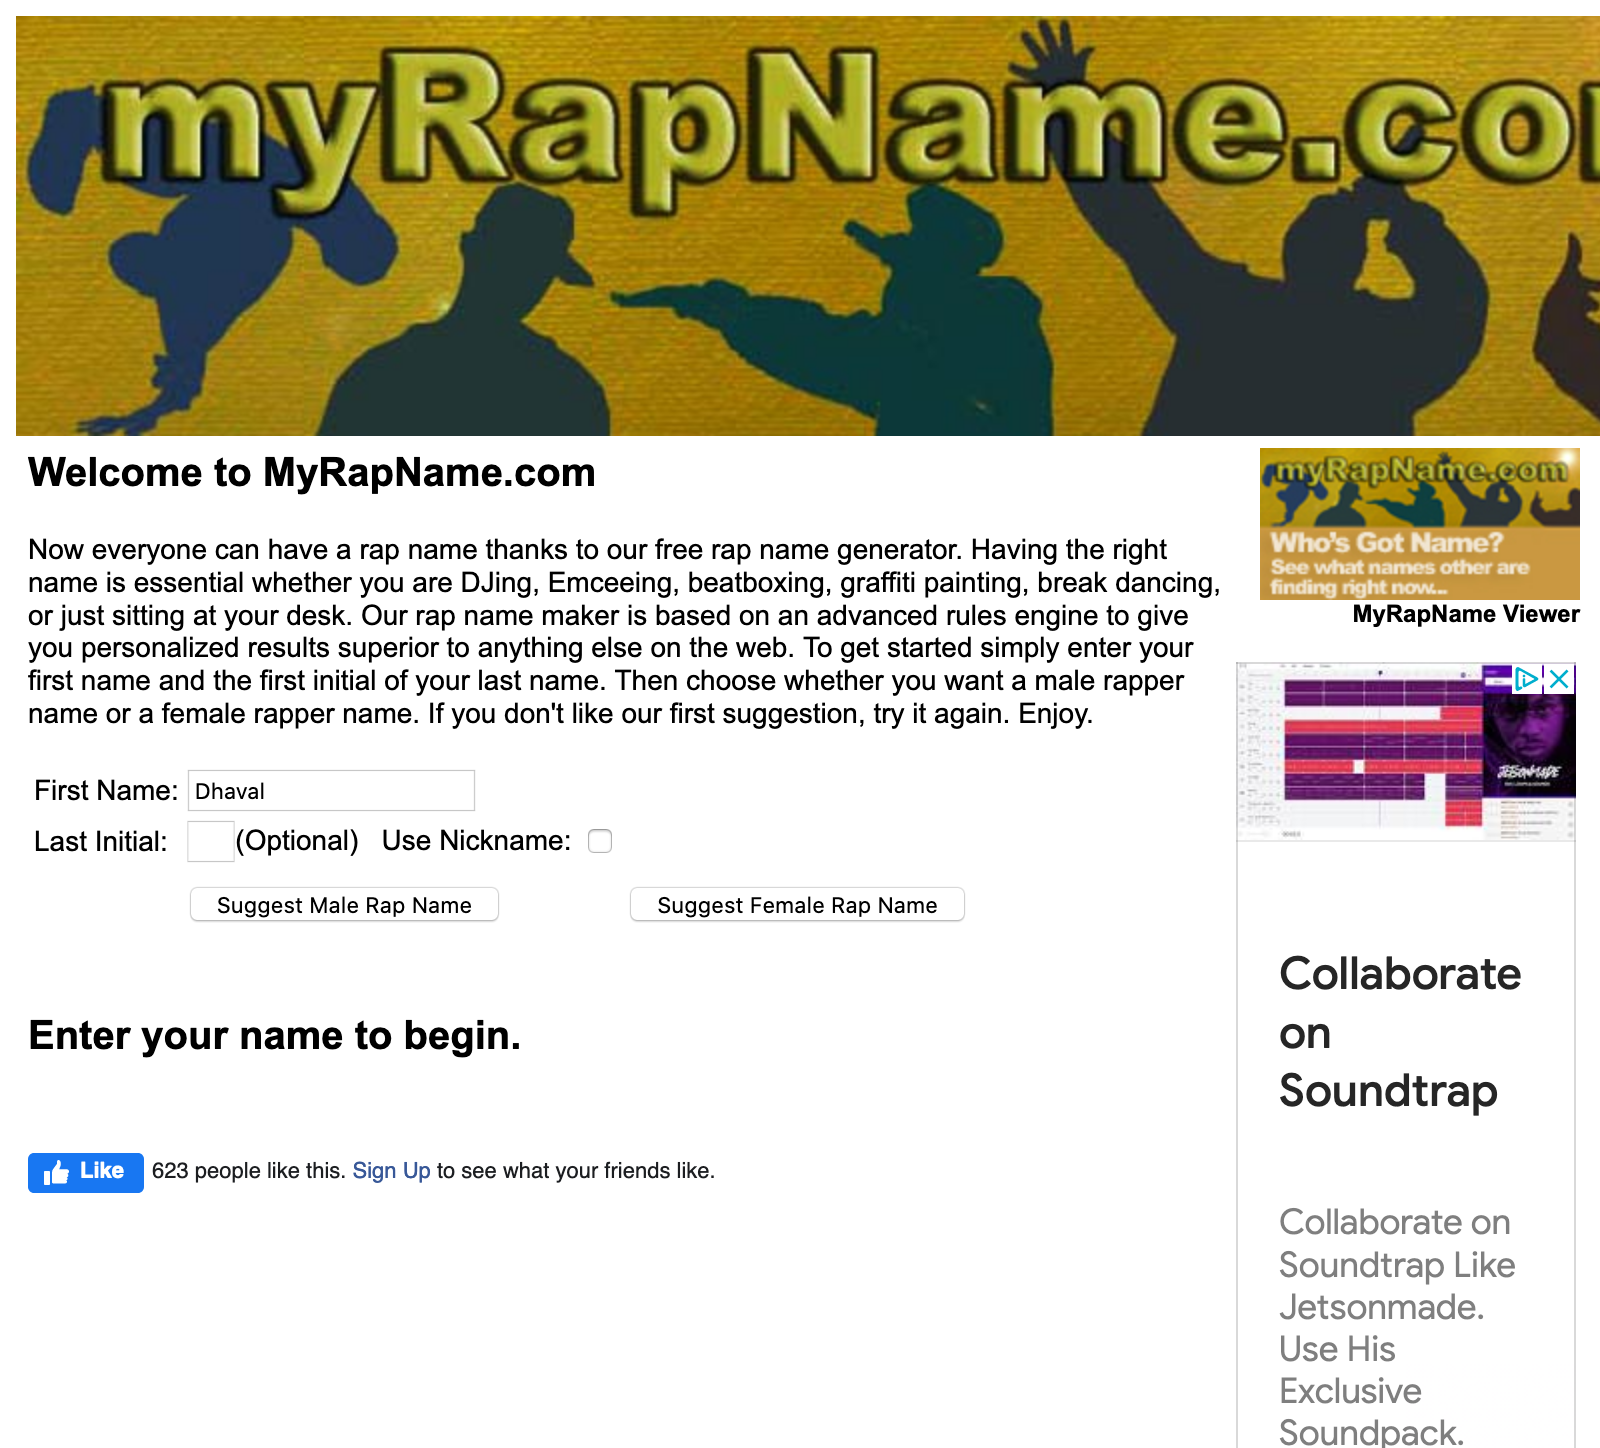 myRapName.co
Welcome to MyRapName.com
Now everyone can have a rap name thanks to our free rap name generator. Having the right
name is essential whether you are DJing, Emceeing, beatboxing, graffiti painting, break dancing,
or just sitting at your desk. Our rap name maker is based on an advanced rules engine to give
you personalized results superior to anything else on the web. To get started simply enter your
first name and the first initial of your last name. Then choose whether you want a male rapper
name or a female rapper name. If you don't like our first suggestion, try it again. Enjoy.
First Name: Dhaval
Last Initial: (Optional) Use Nickname:
Suggest Male Rap Name Suggest Female Rap Name
Enter your name to begin.
Like 623 people like this. Sign Up to see what your friends like.
myRapName.com
Who's Got Name?
See what names other are
finding right now...
MyRapName Viewer
JETSONMADE
Collaborate
on
Soundtrap
Collaborate on
Soundtrap Like
Jetsonmade.
Use His
Exclusive
Soundpack.